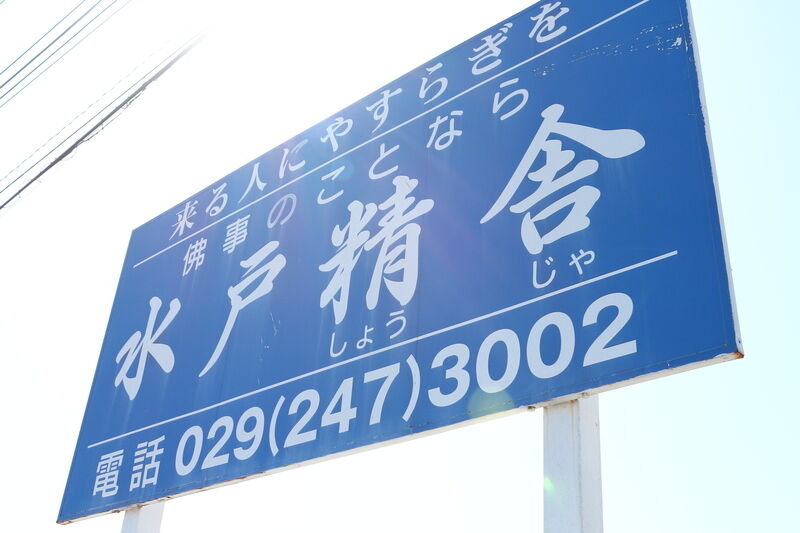 来る人にやすらぎを
佛事のことなら
水戸精舎
しょうじゃ
電話 029(247)3002